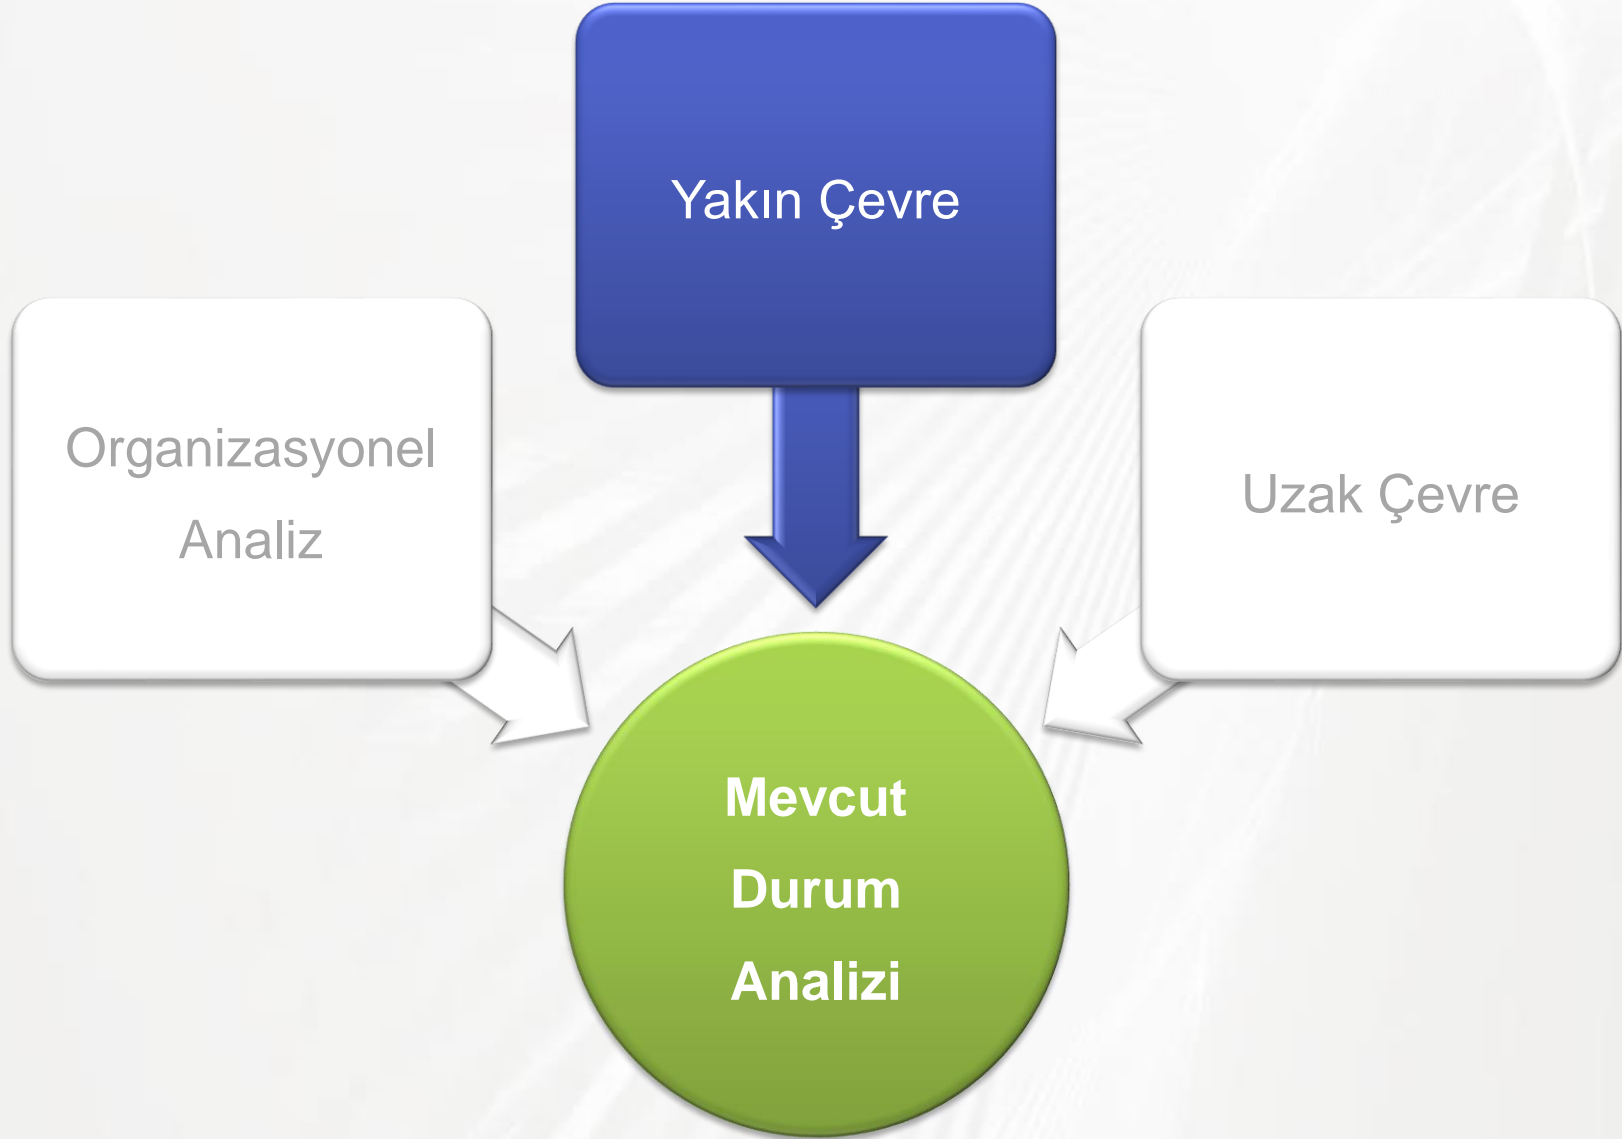 Yakın Çevre
Organizasyonel
Analiz
Uzak Çevre
Mevcut
Durum
Analizi